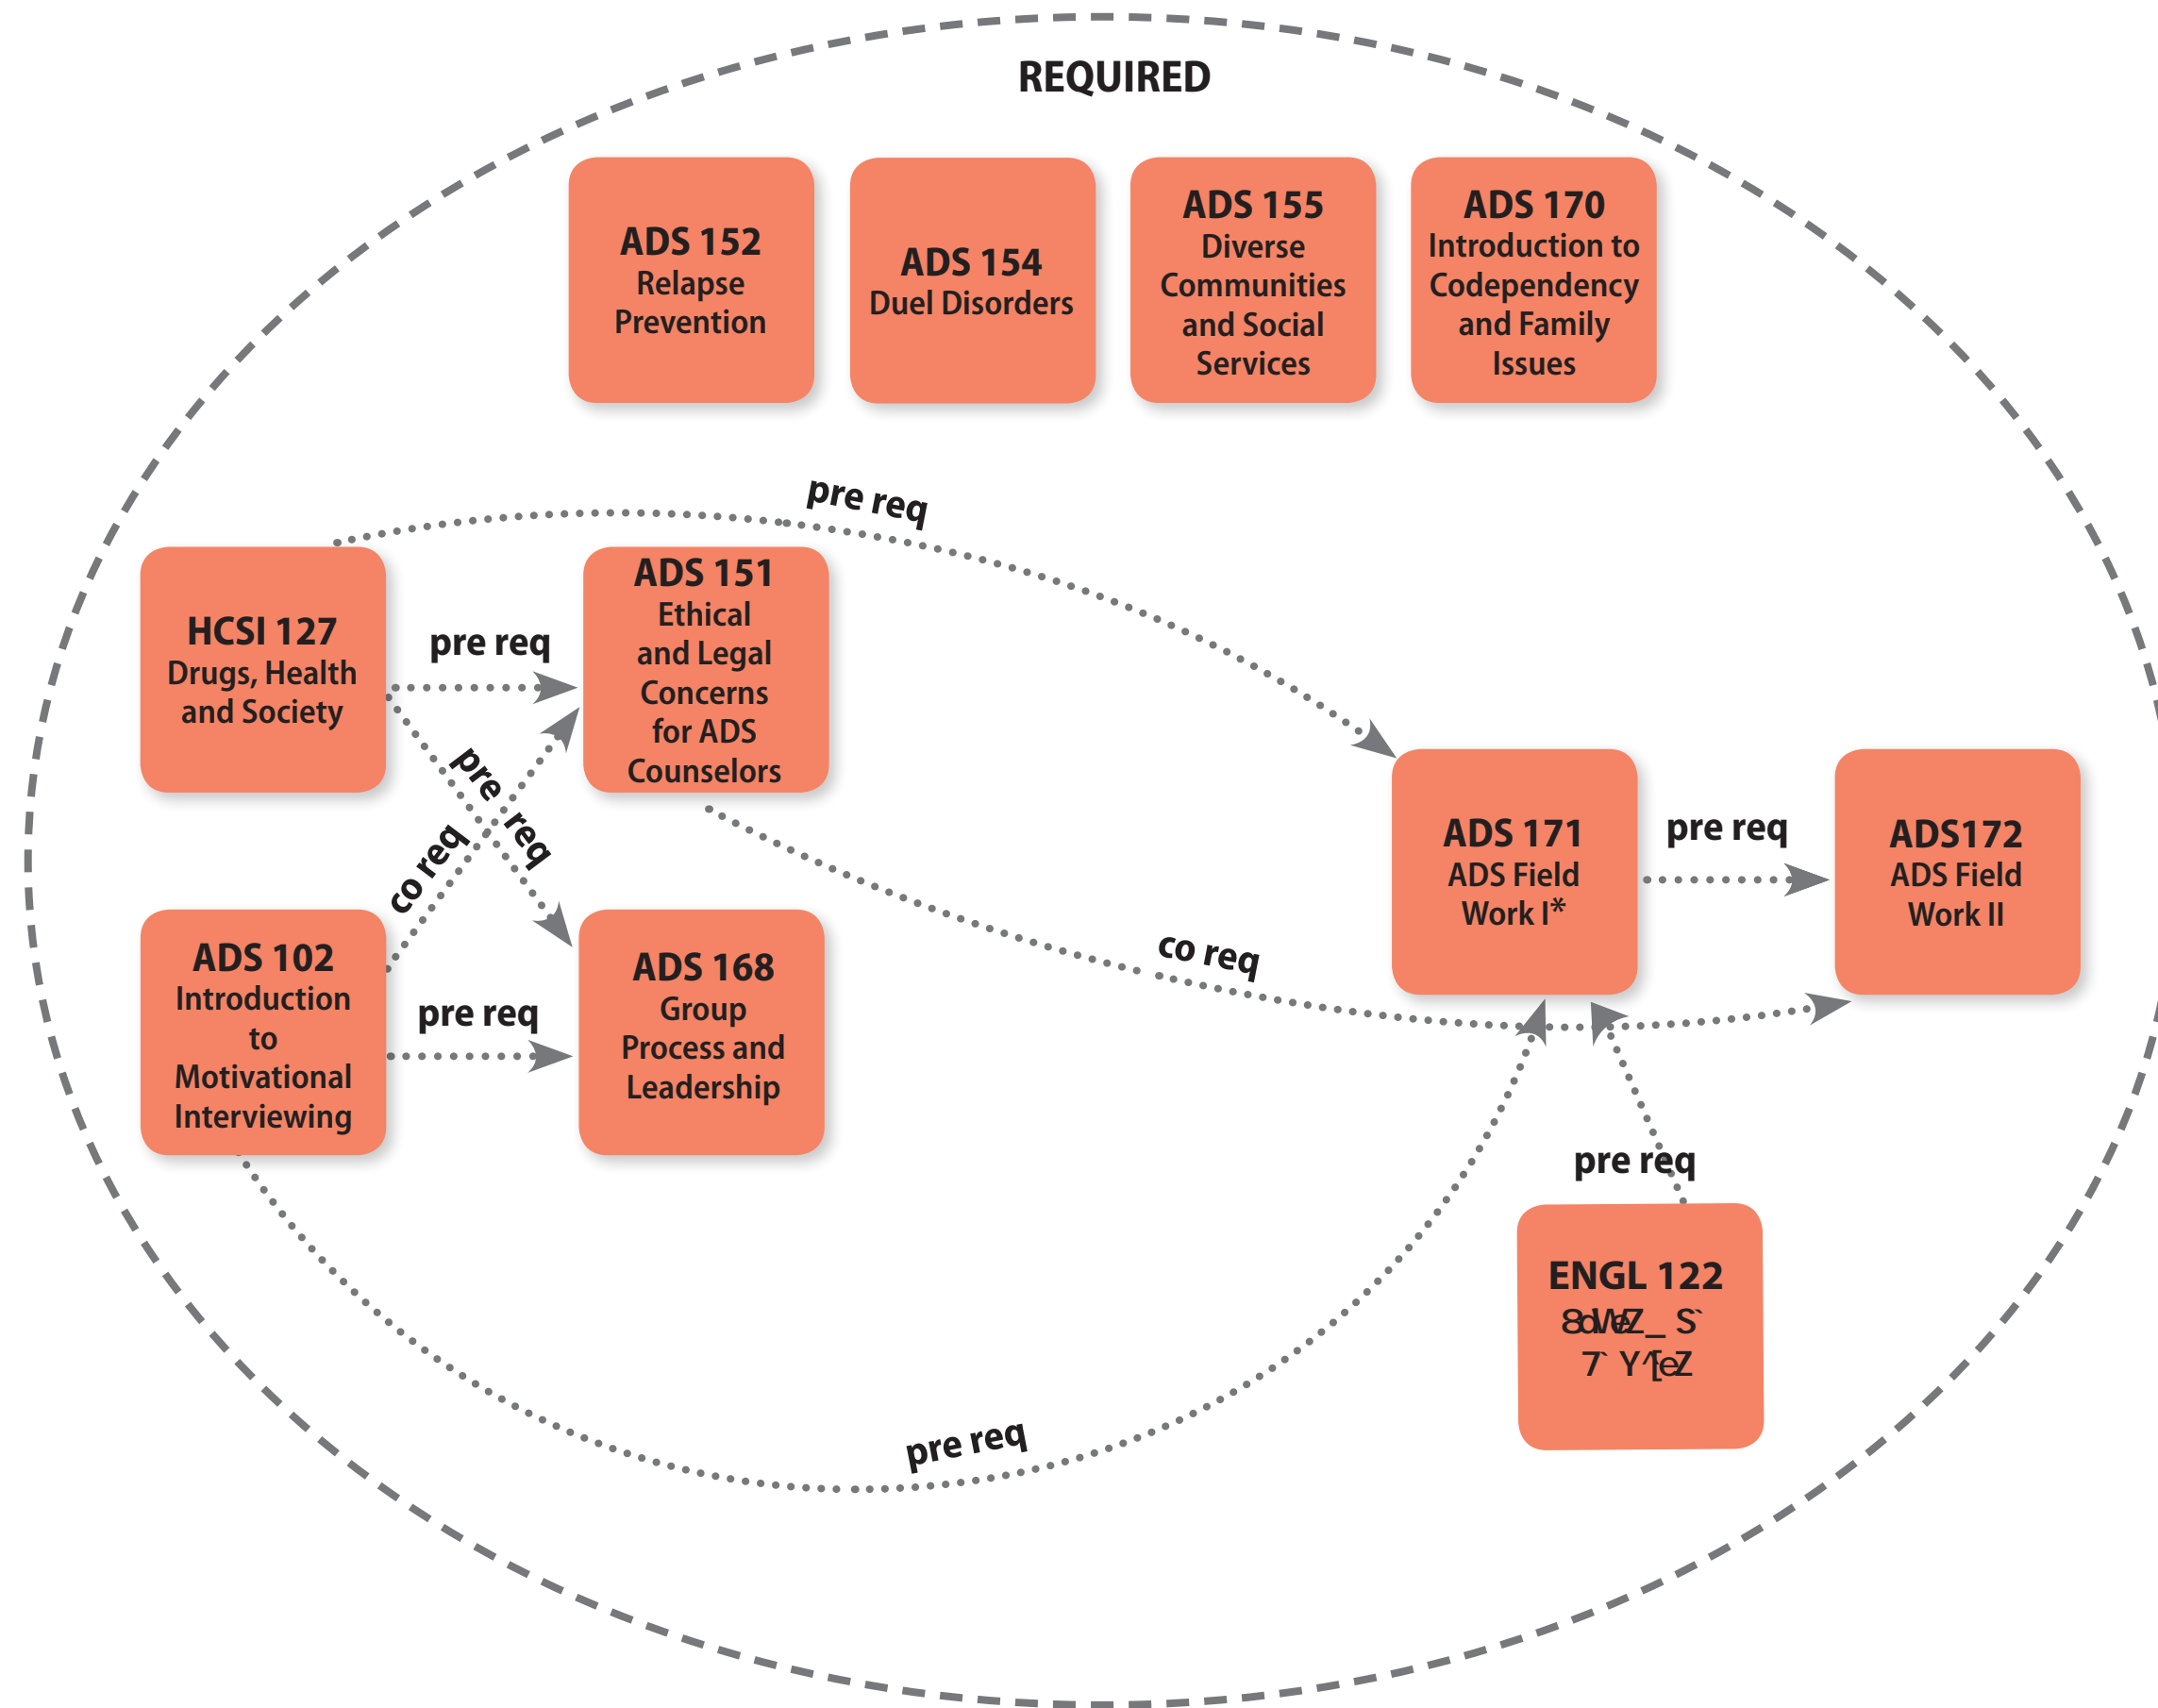 REQUIRED
ADS 152
Relapse
Prevention
ADS 154
Duel Disorders
ADS 155
Diverse
Communities
and Social
Services
ADS 170
Introduction to
Codependency
and Family
Issues
pre req
HCSI 127
Drugs, Health
and Society
pre req
ADS 151
Ethical
and Legal
Concerns
for ADS
Counselors
pre req
co req
ADS 171
ADS Field
Work I*
pre req
ADS172
ADS Field
Work II
co req
ADS 102
Introduction
to
Motivational
Interviewing
pre req
ADS 168
Group
Process and
Leadership
pre req
ENGL 122
pre req